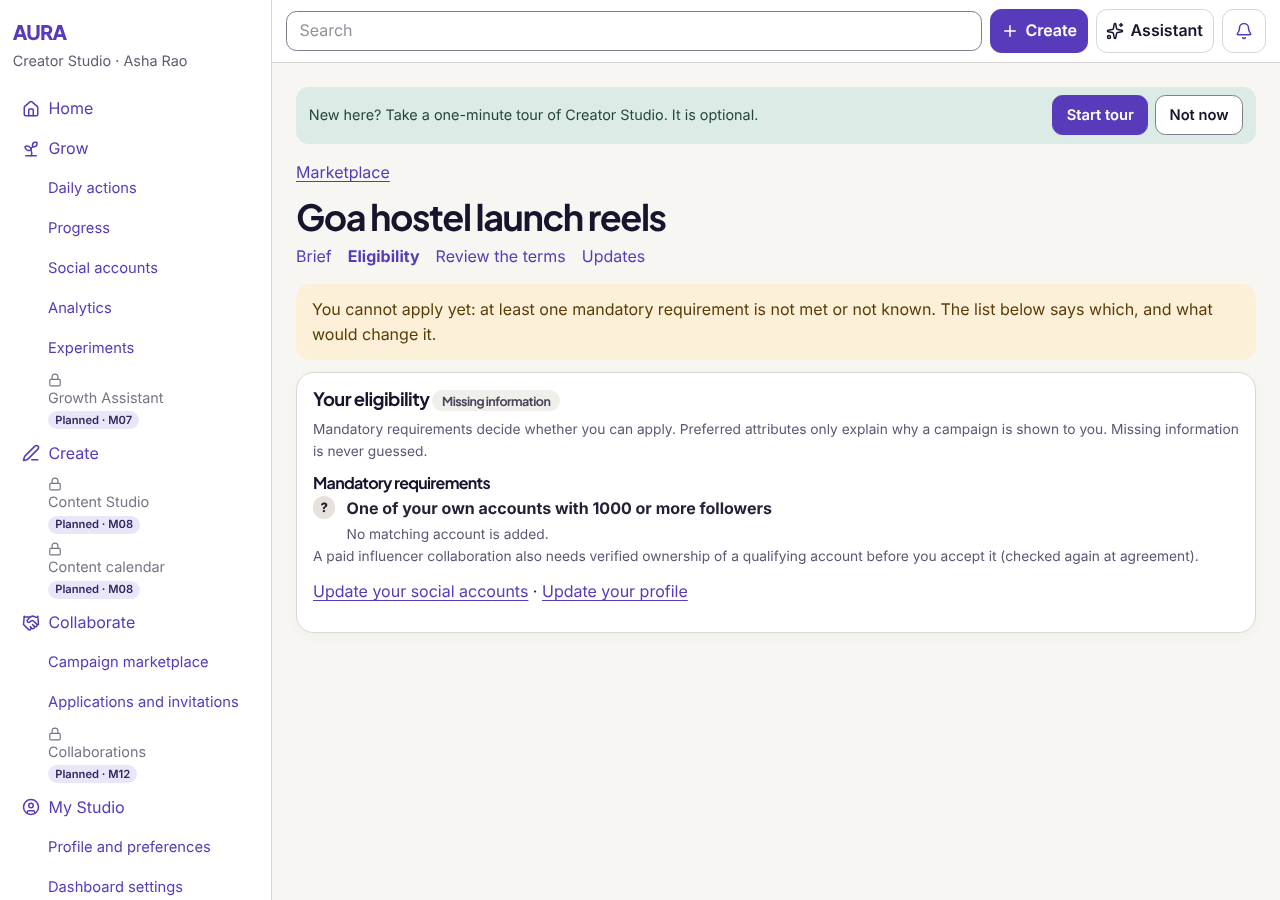 AURA
Creator Studio · Asha Rao
Home
Grow
Daily actions
Progress
Social accounts
Analytics
Experiments
Growth Assistant
Planned · M07
Create
Content Studio
Planned · M08
Content calendar
Planned · M08
Collaborate
Campaign marketplace
Applications and invitations
Collaborations
Planned · M12
My Studio
Profile and preferences
Dashboard settings
Search
Create
Assistant
New here? Take a one-minute tour of Creator Studio. It is optional.
Start tour
Not now
Marketplace
Goa hostel launch reels
Brief Eligibility Review the terms Updates
You cannot apply yet: at least one mandatory requirement is not met or not known. The list below says which, and what
would change it.
Your eligibility Missing information
Mandatory requirements decide whether you can apply. Preferred attributes only explain why a campaign is shown to you. Missing information
is never guessed.
Mandatory requirements
? One of your own accounts with 1000 or more followers
No matching account is added.
A paid influencer collaboration also needs verified ownership of a qualifying account before you accept it (checked again at agreement).
Update your social accounts · Update your profile